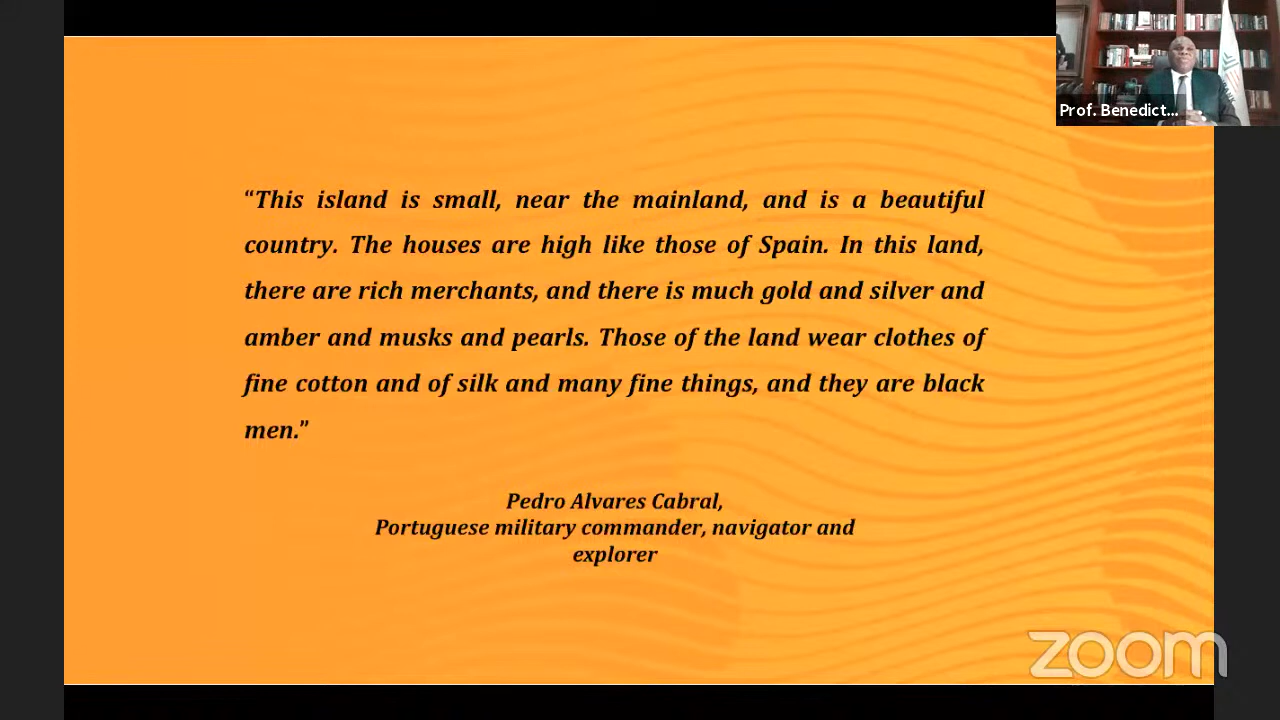 Prof. Benedict...
“This island is small, near the mainland, and is a beautiful
country. The houses are high like those of Spain. In this land,
there are rich merchants, and there is much gold and silver and
amber and musks and pearls. Those of the land wear clothes of
fine cotton and of silk and many fine things, and they are black
men.”
Pedro Alvares Cabral,
Portuguese military commander, navigator and
explorer
zoom